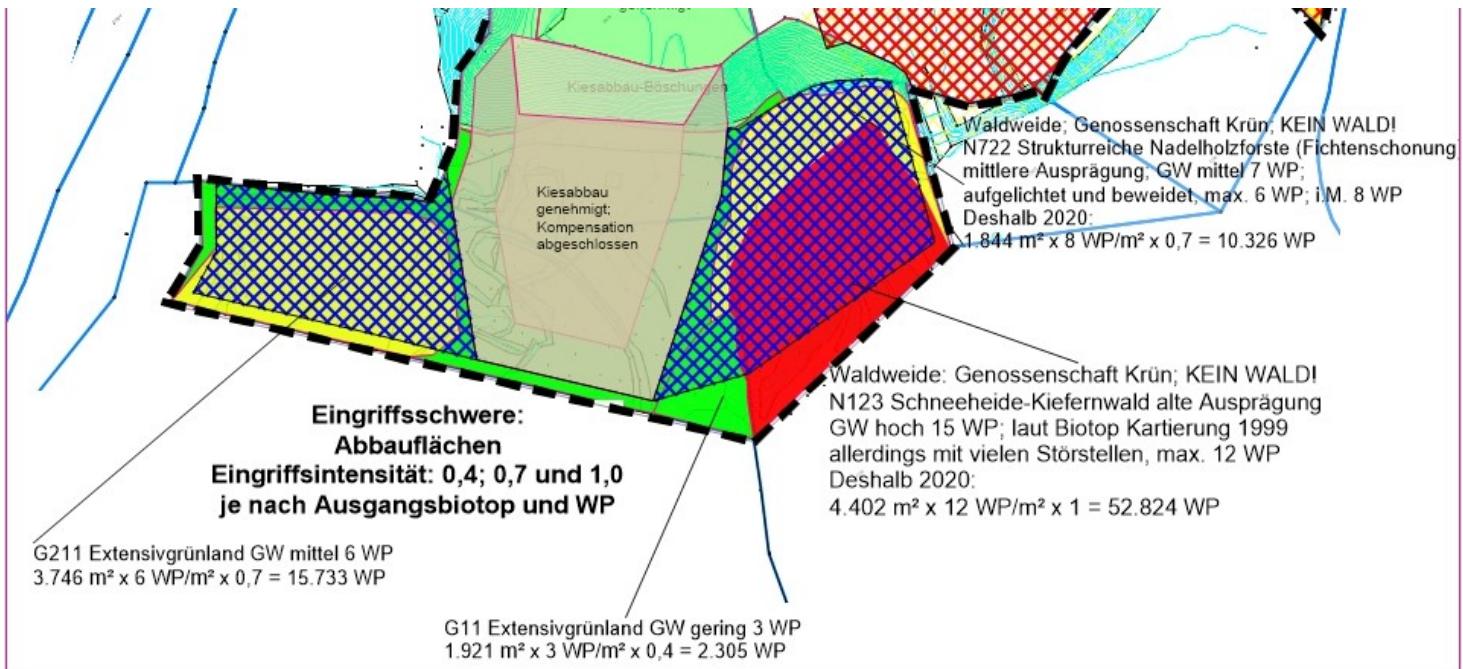 genehmigt
Kiesabbau-Böschungen
Kiesabbau
genehmigt;
Kompensation
abgeschlossen
Waldweide; Genossenschaft Krün; KEIN WALD!
N722 Strukturreiche Nadelholzforste (Fichtenschonung
mittlere Ausprägung; GW mittel 7 WP;
aufgelichtet und beweidet, max. 6 WP; i.M. 8 WP
Deshalb 2020:
1.844 m² x 8 WP/m² x 0,7 = 10.326 WP
Waldweide: Genossenschaft Krün; KEIN WALD!
N123 Schneeheide-Kiefernwald alte Ausprägung
GW hoch 15 WP; laut Biotop Kartierung 1999
allerdings mit vielen Störstellen, max. 12 WP
Deshalb 2020:
4.402 m² x 12 WP/m² x 1 = 52.824 WP
Eingriffsschwere:
Abbauflächen
Eingriffsintensität: 0,4; 0,7 und 1,0
je nach Ausgangsbiotop und WP
G211 Extensivgrünland GW mittel 6 WP
3.746 m² x 6 WP/m² x 0,7 = 15.733 WP
G11 Extensivgrünland GW gering 3 WP
1.921 m² x 3 WP/m² x 0,4 = 2.305 WP